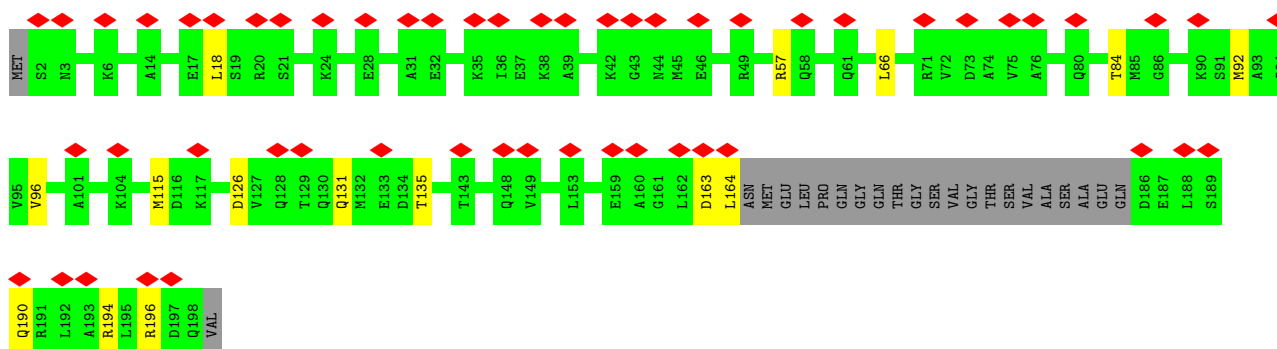 MET S2 N3 K6 A14 E17 L18 S19 R20 S21 K24 E28 A31 E32 K35 I36 E37 K38 A39 K42 G43 N44 M45 E46 R49 R57 Q58 Q61 L66 R71 V72 D73 A74 V75 A76 Q80 T84 M85 G86 K90 S91 M92 A93
V95 V96 A101 K104 M115 D116 K117 D126 V127 Q128 T129 Q130 Q131 M132 E133 D134 T135 T143 Q148 V149 L153 E159 A160 G161 L162 D163 L164 ASN MET GLU LEU PRO GLN GLY GLN THR GLY SER VAL GLY THR SER VAL ALA SER ALA GLU GLN D186 E187 L188 S189
Q190 R191 L192 A193 R194 L195 R196 D197 Q198 VAL